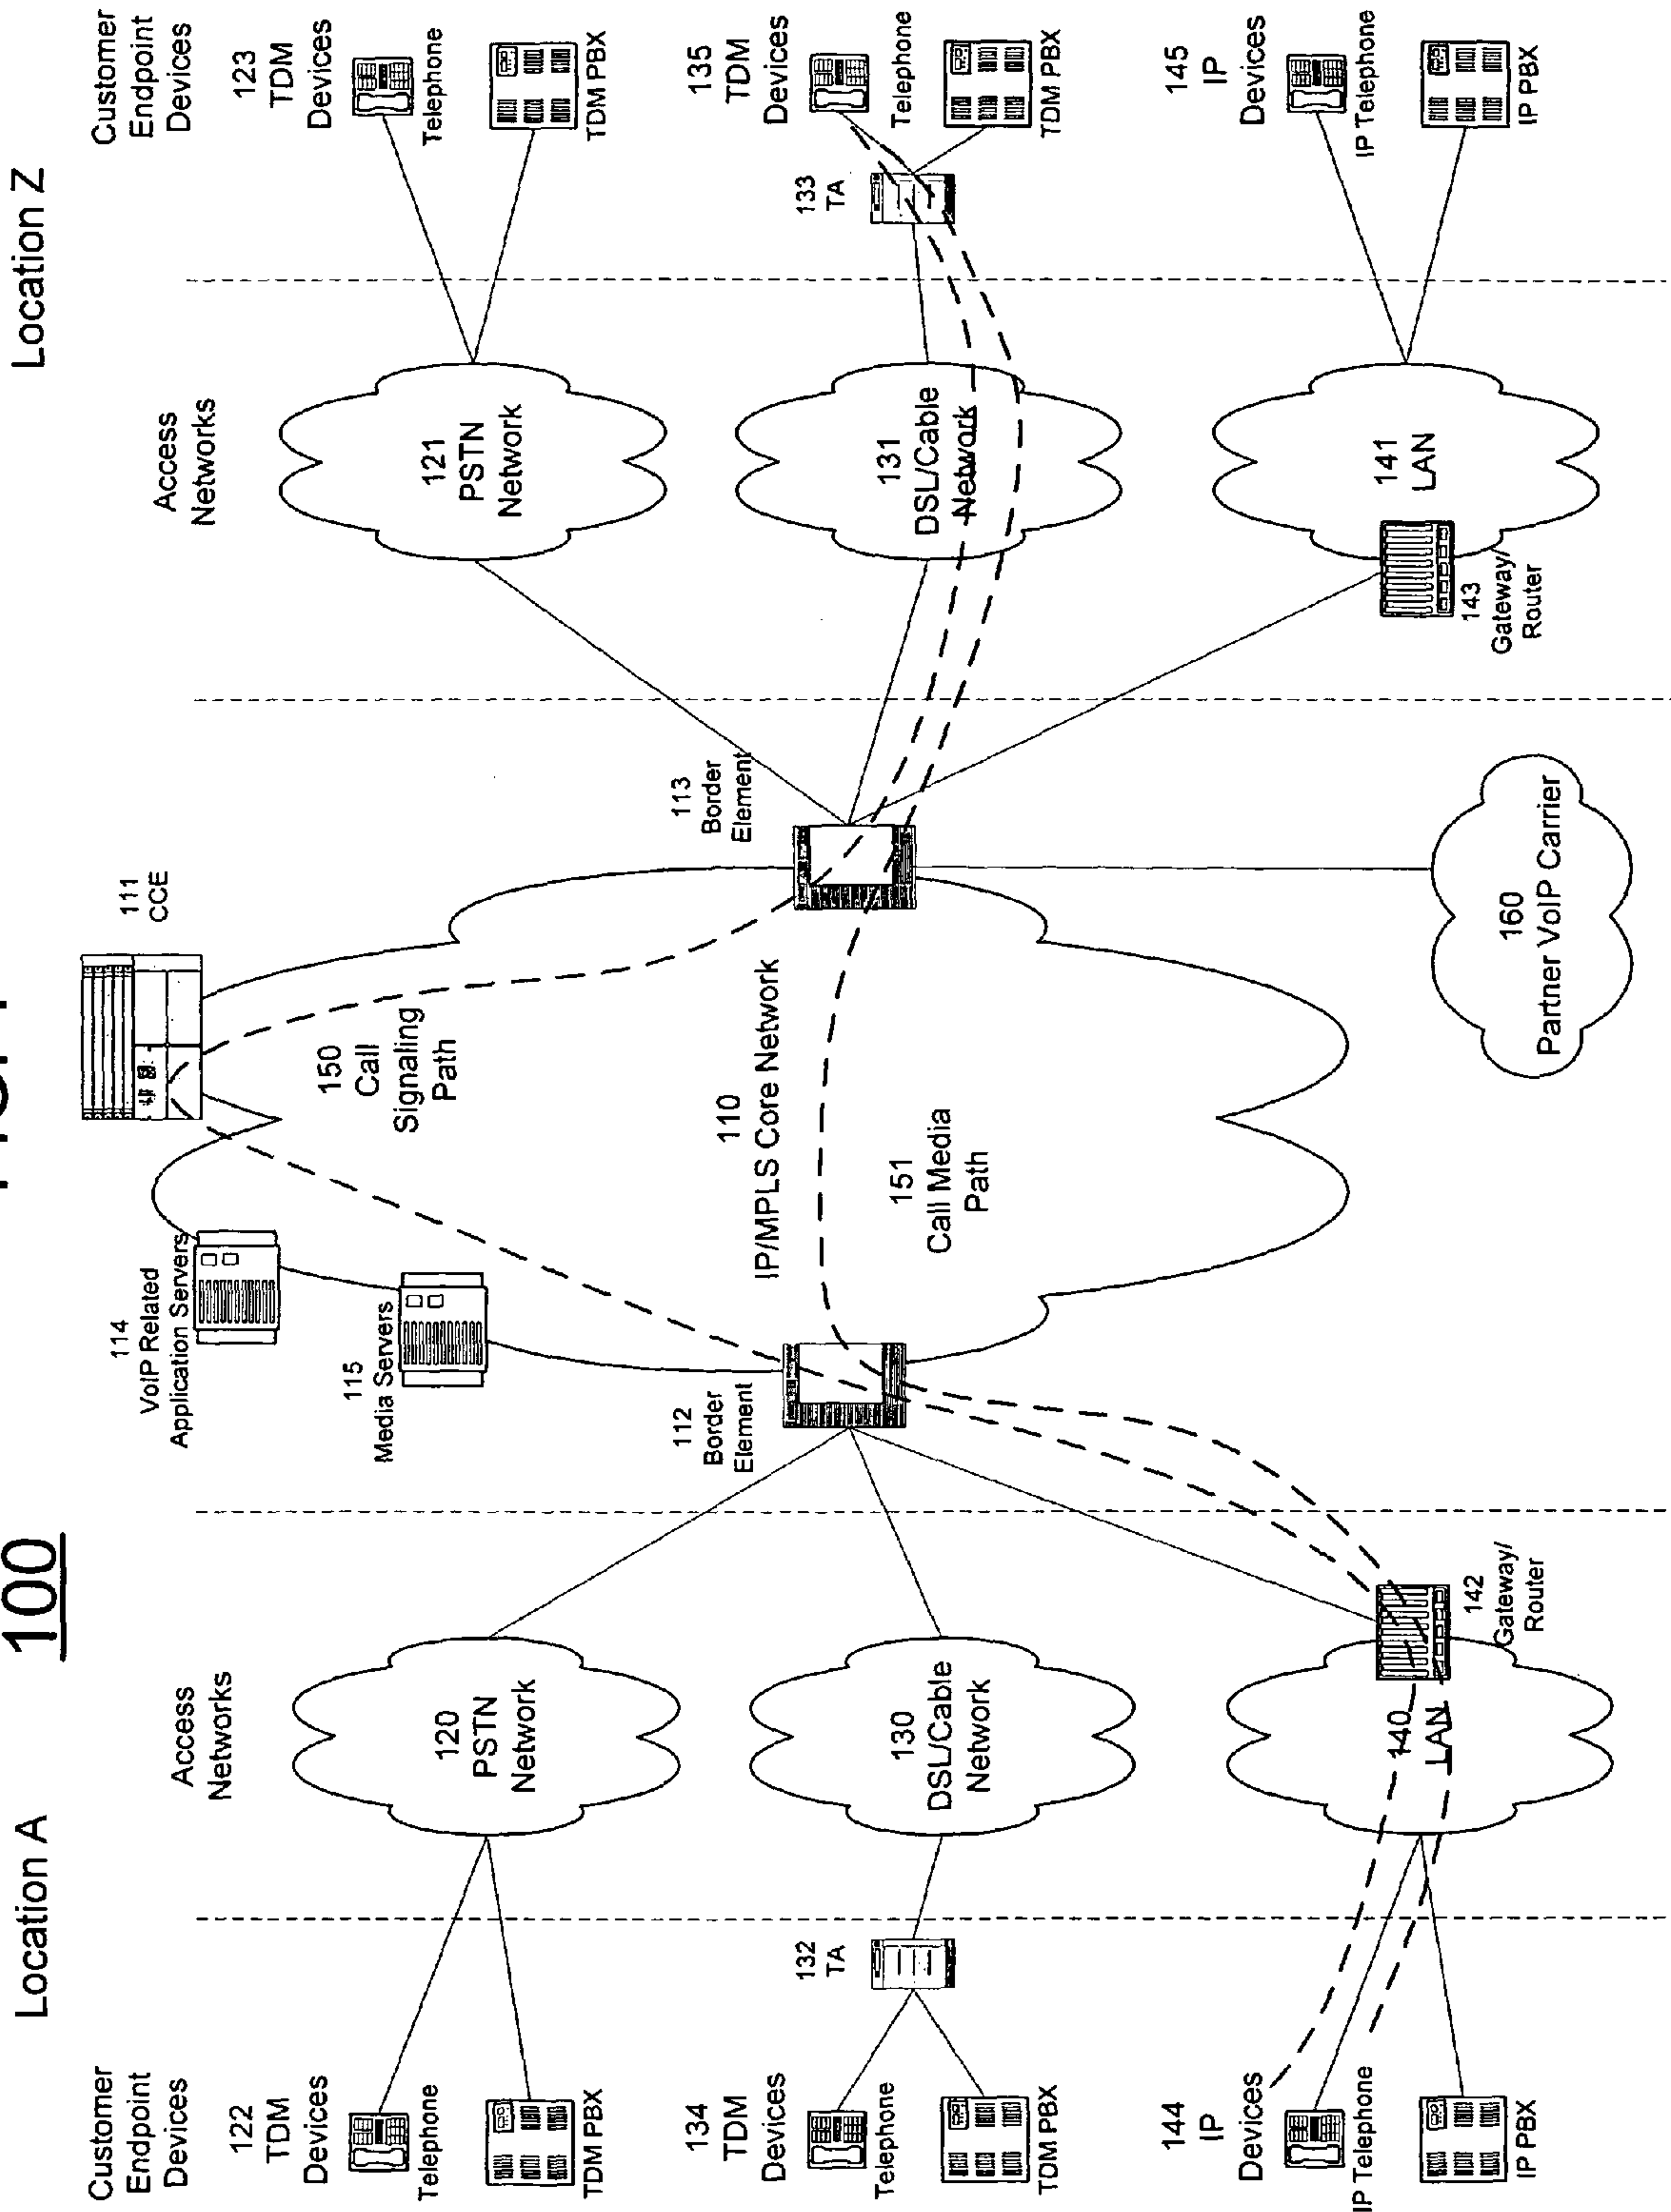 100
Location A
Location Z
Customer
Endpoint
Devices
Access
Networks
Access
Networks
Customer
Endpoint
Devices
122
TDM
Devices
Telephone
TDM PBX
120
PSTN
Network
114
VoIP Related
Application Servers
115
Media Servers
111
CCE
150
Call
Signaling
Path
121
PSTN
Network
123
TDM
Devices
Telephone
TDM PBX
134
TDM
Devices
Telephone
TDM PBX
132
TA
130
DSL/Cable
Network
112
Border
Element
110
IP/MPLS Core Network
151
Call Media
Path
113
Border
Element
131
DSL/Cable
Network
133
TA
135
TDM
Devices
Telephone
TDM PBX
144
IP
Devices
IP Telephone
IP PBX
140
LAN
142
Gateway/
Router
160
Partner VoIP Carrier
143
Gateway/
Router
141
LAN
145
IP
Devices
IP Telephone
IP PBX